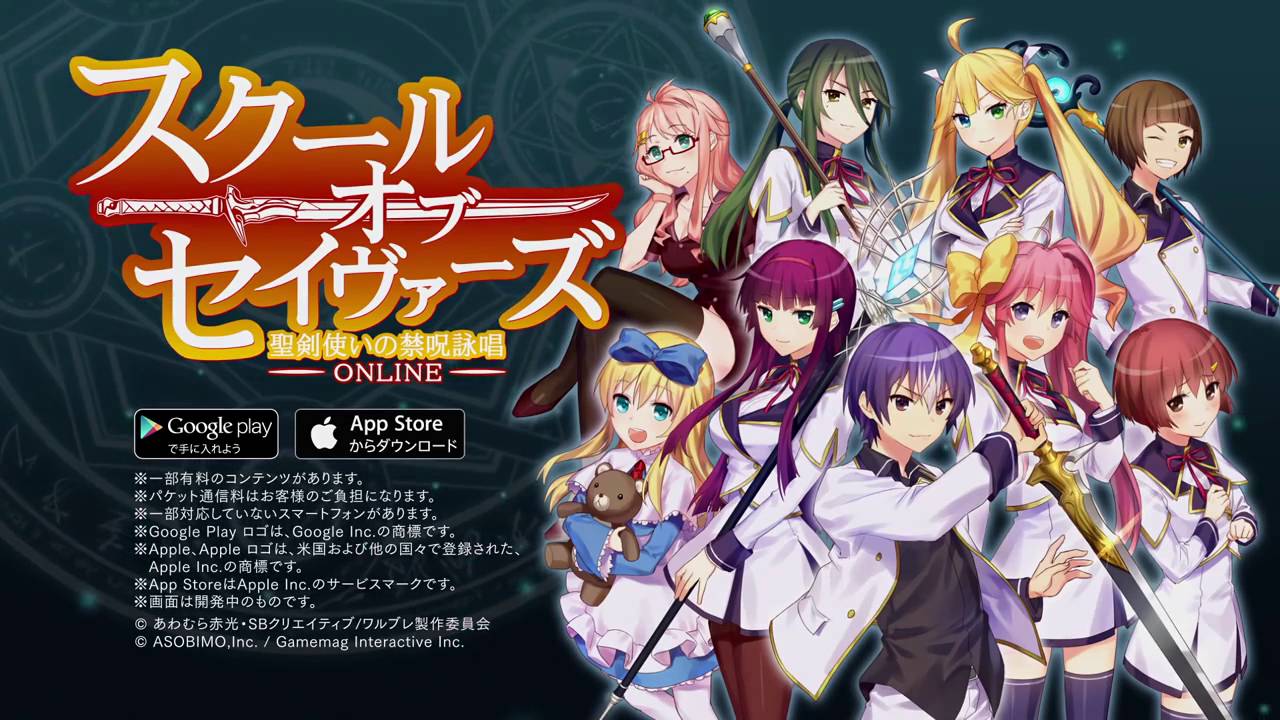 スクール
オブ
セイヴァーズ
聖剣使いの禁呪詠唱
ONLINE
Google play
で手に入れよう
App Store
からダウンロード
※一部有料のコンテンツがあります。
※パケット通信料はお客様のご負担になります。
※一部対応していないスマートフォンがあります。
※Google Play ロゴは、Google Inc.の商標です。
※Apple、Apple ロゴは、米国および他の国々で登録された、
Apple Inc.の商標です。
※App StoreはApple Inc.のサービスマークです。
※画面は開発中のものです。
© あわむら赤光・SBクリエイティブ/ワルブレ製作委員会
© ASOBIMO,Inc. / Gamemag Interactive Inc.